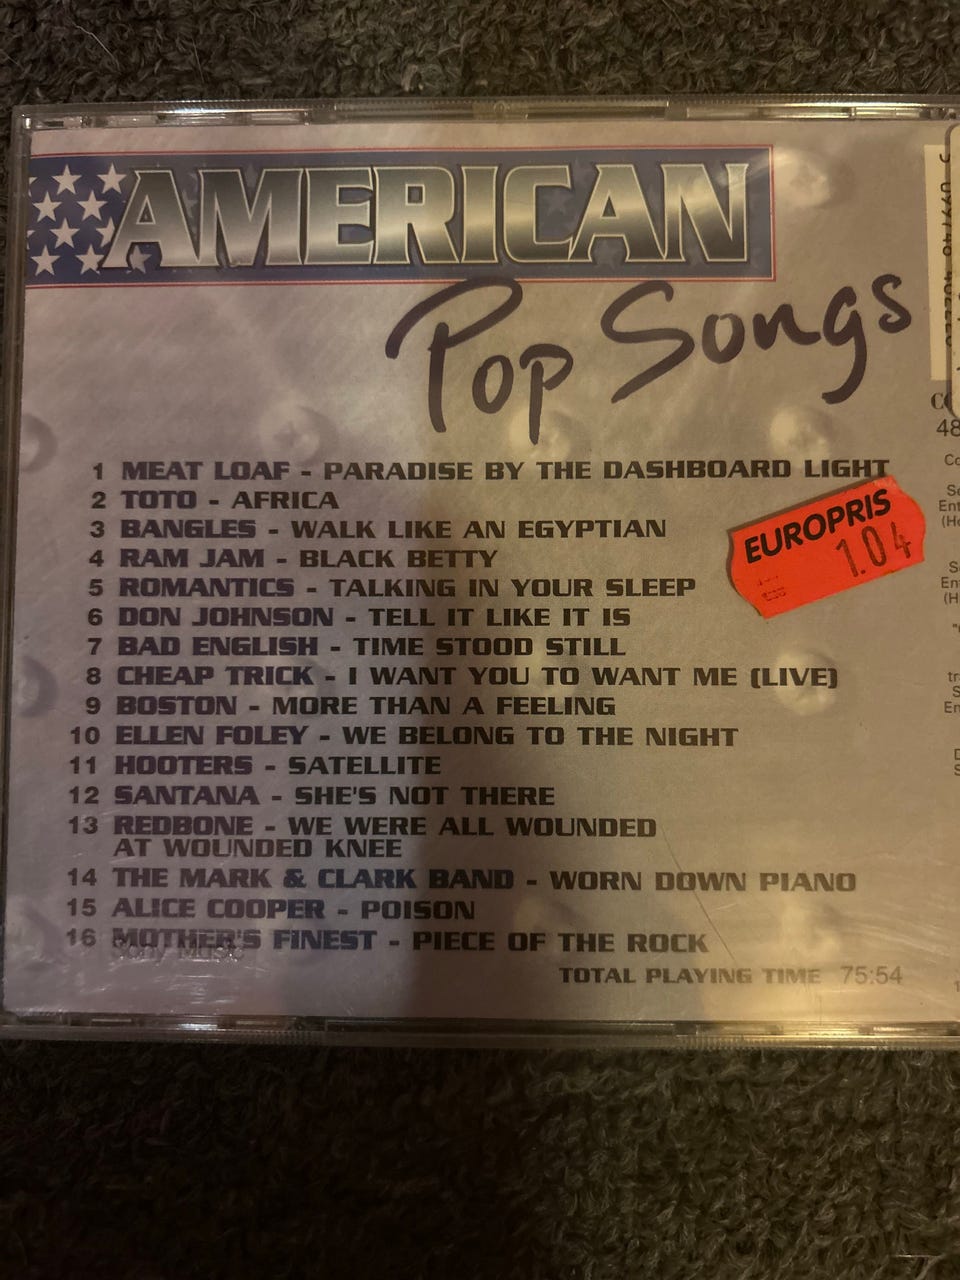 AMERICAN
Pop Songs
1 MEAT LOAF - PARADISE BY THE DASHBOARD LIGHT
2 TOTO - AFRICA
3 BANGLES - WALK LIKE AN EGYPTIAN
4 RAM JAM - BLACK BETTY
5 ROMANTICS - TALKING IN YOUR SLEEP
6 DON JOHNSON - TELL IT LIKE IT IS
7 BAD ENGLISH - TIME STOOD STILL
8 CHEAP TRICK - I WANT YOU TO WANT ME (LIVE)
9 BOSTON - MORE THAN A FEELING
10 ELLEN FOLEY - WE BELONG TO THE NIGHT
11 HOOTERS - SATELLITE
12 SANTANA - SHE'S NOT THERE
13 REDBONE - WE WERE ALL WOUNDED
AT WOUNDED KNEE
14 THE MARK & CLARK BAND - WORN DOWN PIANO
15 ALICE COOPER - POISON
16 MOTHER'S FINEST - PIECE OF THE ROCK
Sony Music
TOTAL PLAYING TIME 75:54
EUROPRIS
1.04
48